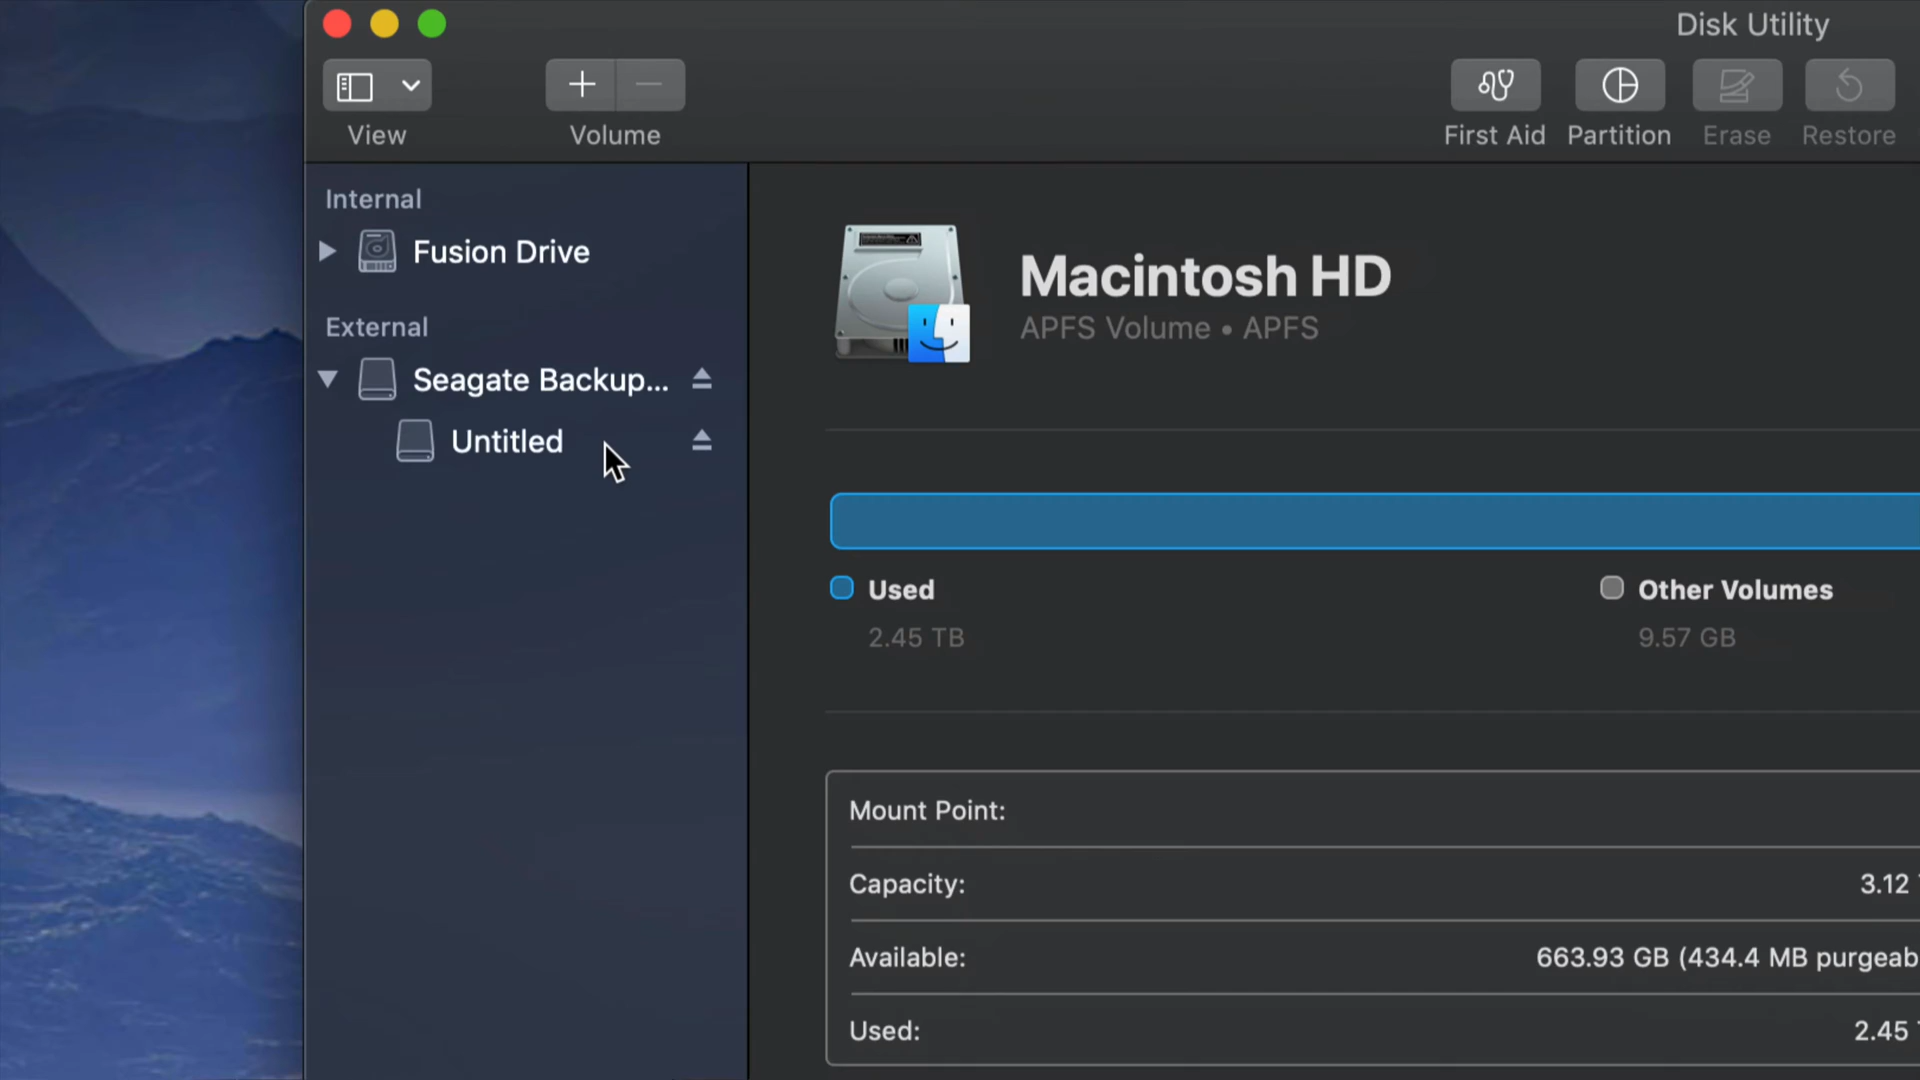 Disk Utility
View
Volume
First Aid
Partition
Erase
Restore
Internal
Fusion Drive
External
Seagate Backup...
Untitled
Macintosh HD
APFS Volume • APFS
Used
2.45 TB
Other Volumes
9.57 GB
Mount Point:
Capacity:
3.12
Available:
663.93 GB (434.4 MB purgeab
Used:
2.45